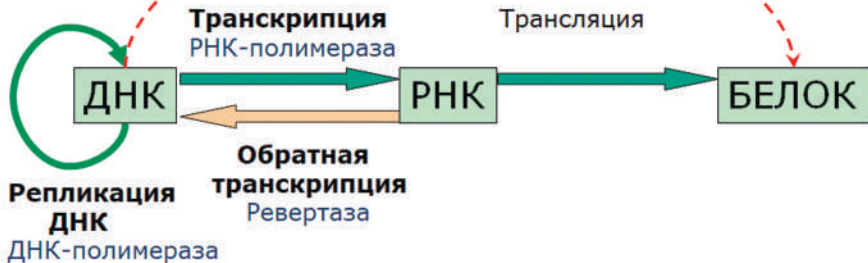 Транскрипция
РНК-полимераза
Трансляция
ДНК
РНК
БЕЛОК
Обратная
транскрипция
Ревертаза
Репликация
ДНК
ДНК-полимераза